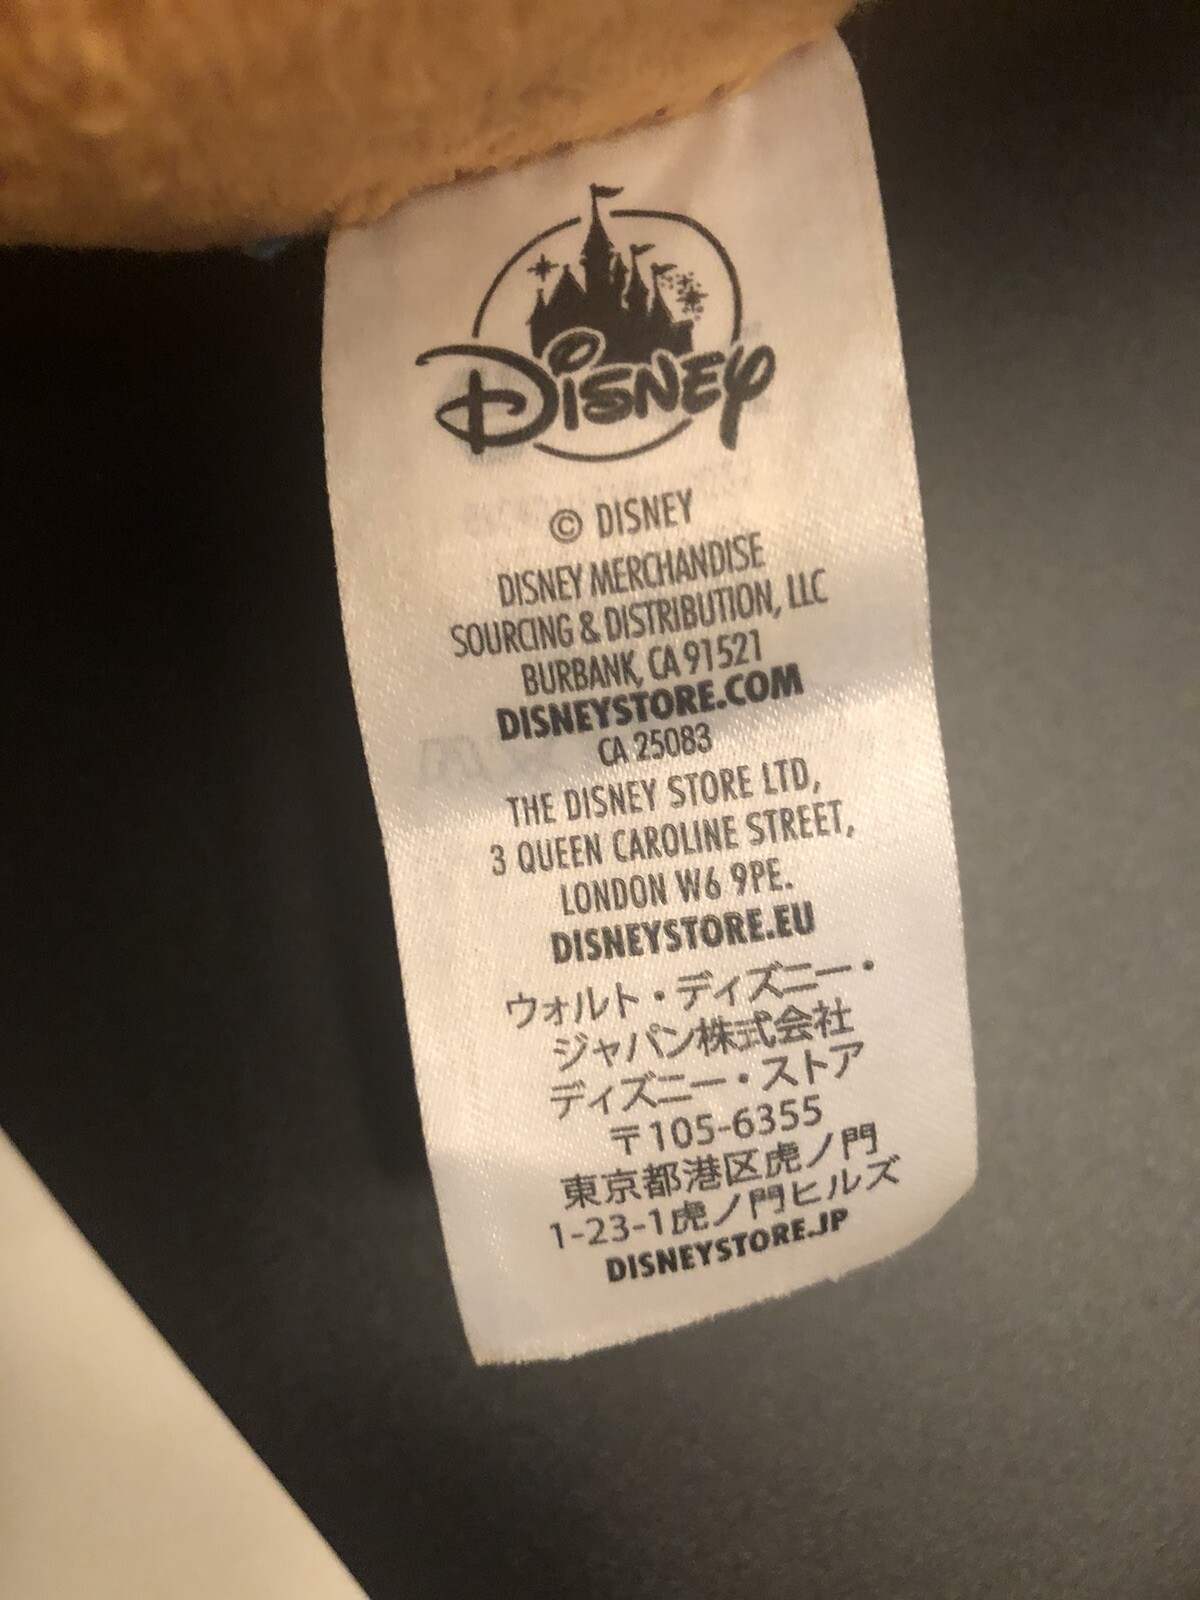 Disney
© DISNEY
DISNEY MERCHANDISE
SOURCING & DISTRIBUTION, LLC
BURBANK, CA 91521
DISNEYSTORE.COM
CA 25083
THE DISNEY STORE LTD,
3 QUEEN CAROLINE STREET,
LONDON W6 9PE.
DISNEYSTORE.EU
ウォルト・ディズニー・
ジャパン株式会社
ディズニー・ストア
〒105-6355
東京都港区虎ノ門
1-23-1虎ノ門ヒルズ
DISNEYSTORE.JP